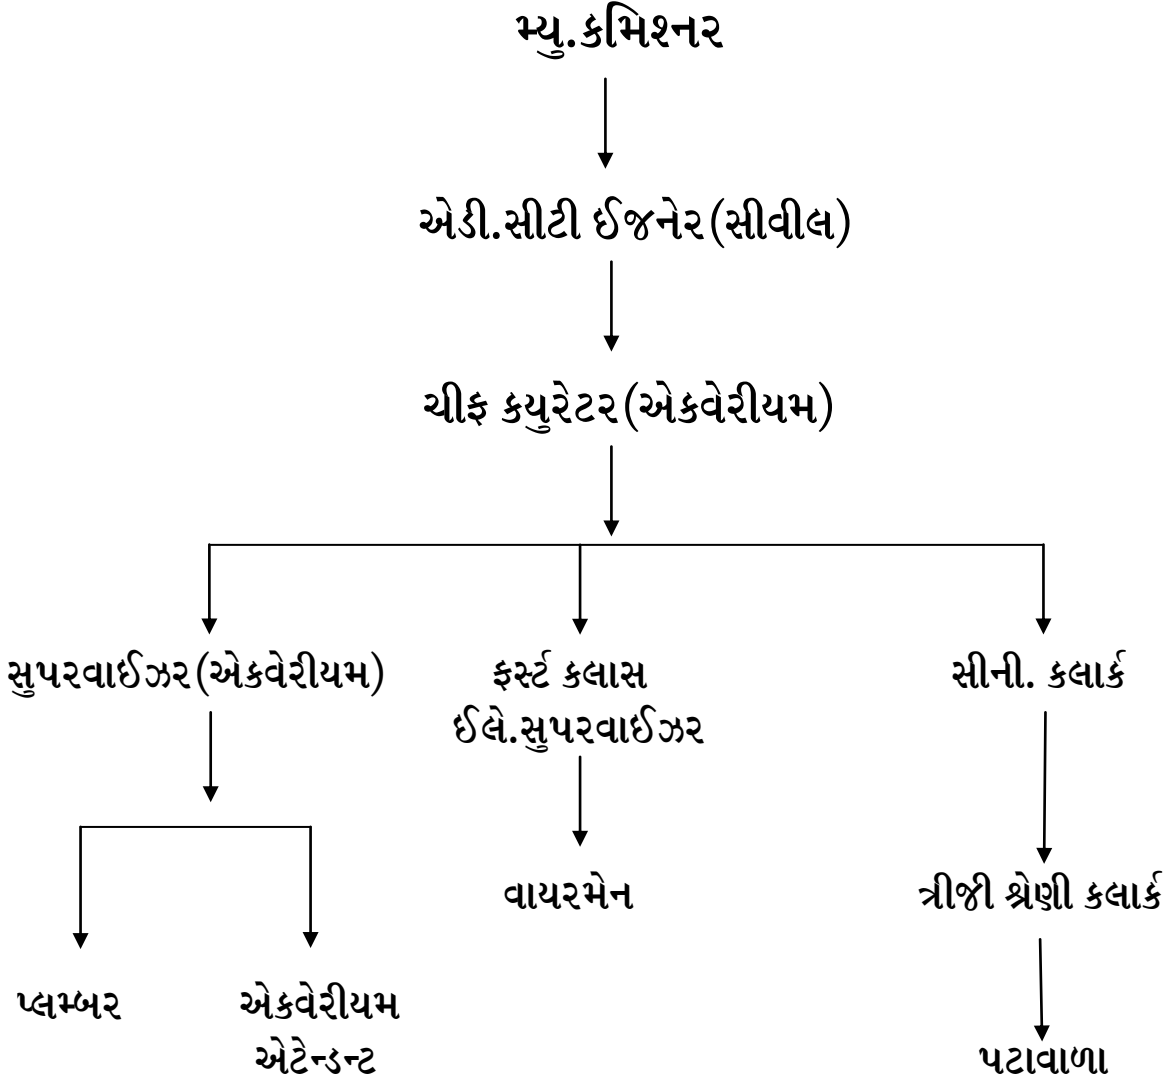 મ્યુ.કમિશ્નર
એડી.સીટી ઈજનેર(સીવીલ)
ચીફ કયુરેટર(એકવેરીયમ)
સુપરવાઈઝર(એકવેરીયમ)
ફર્સ્ટ કલાસ
ઈલે.સુપરવાઈઝર
સીની. કલાર્ક
વાયરમેન
ત્રીજી શ્રેણી કલાર્ક
પ્લમ્બર
એકવેરીયમ
એટેન્ડન્ટ
પટાવાળા